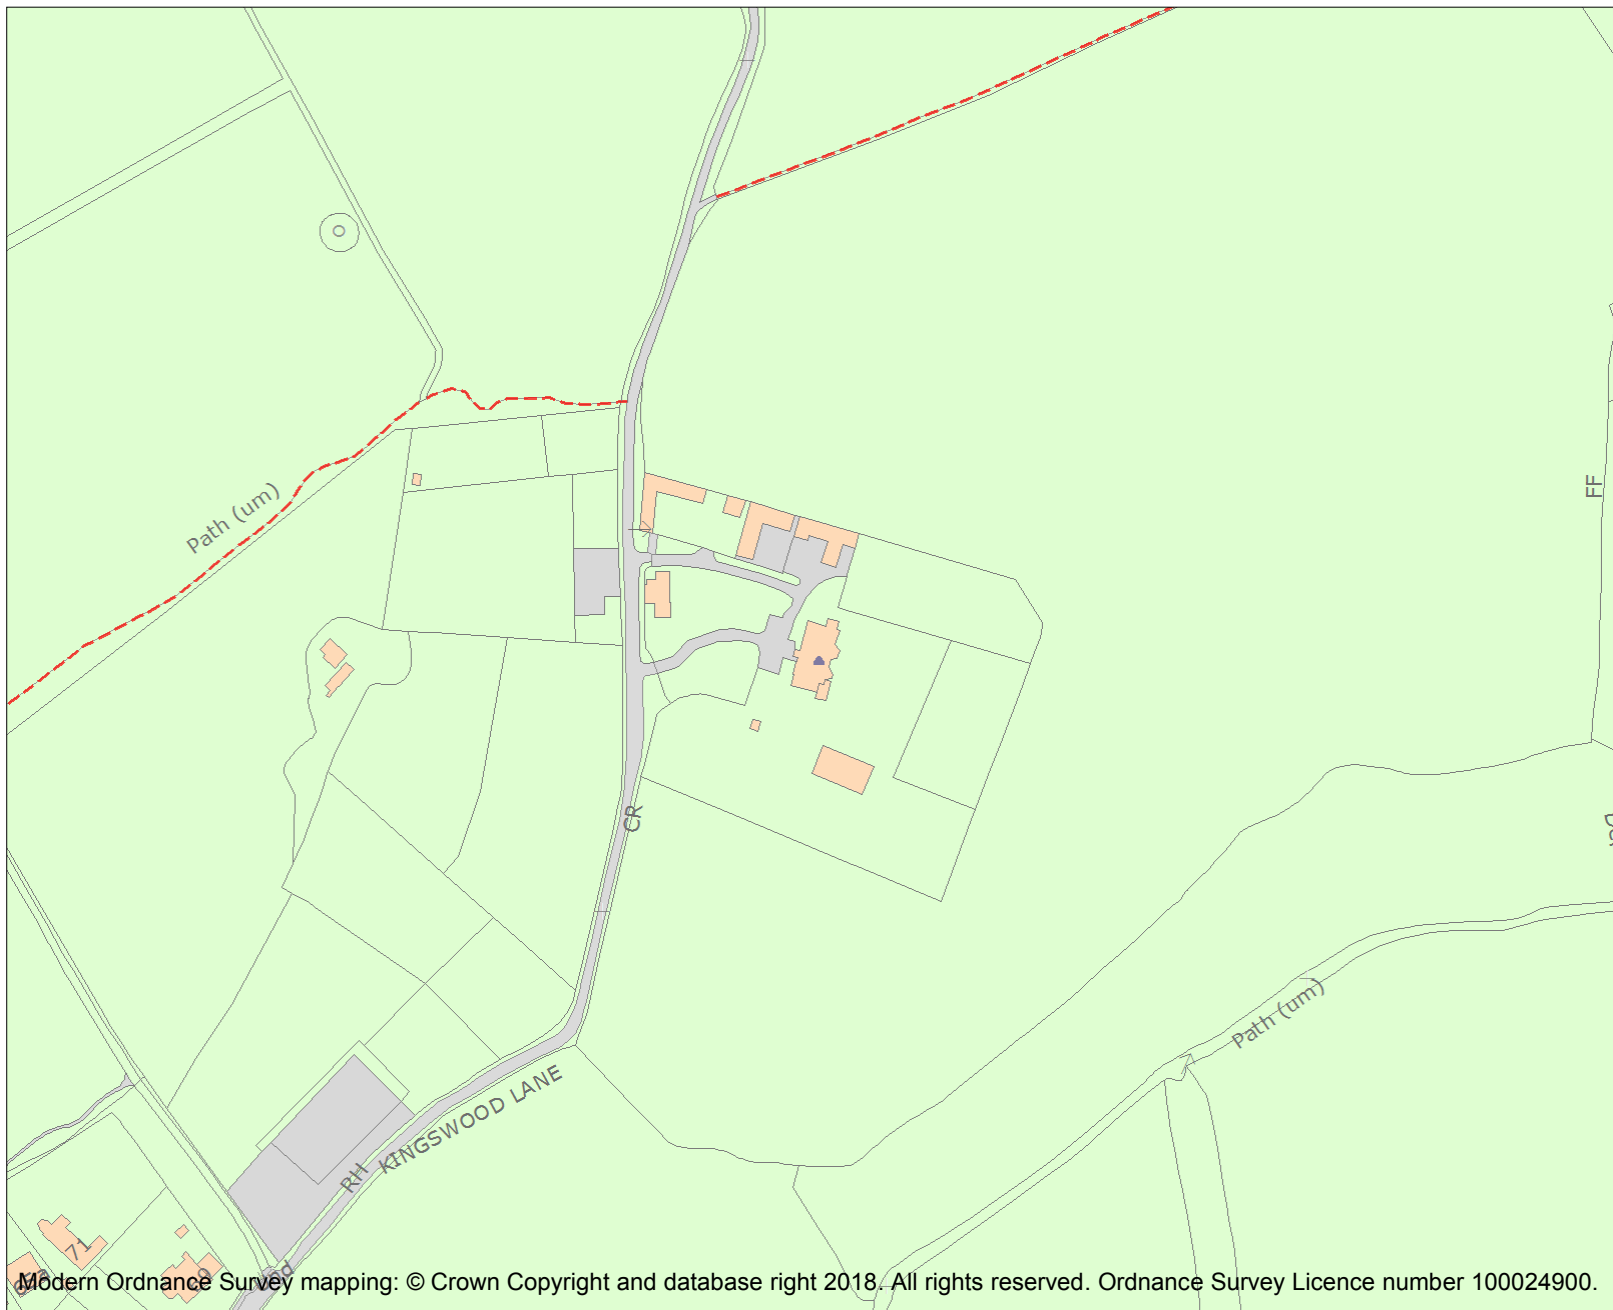 Path (um)
FF
CR
Path (um)
KINGSWOOD LANE
RH
71
Modern Ordnance Survey mapping: © Crown Copyright and database right 2018. All rights reserved. Ordnance Survey Licence number 100024900.